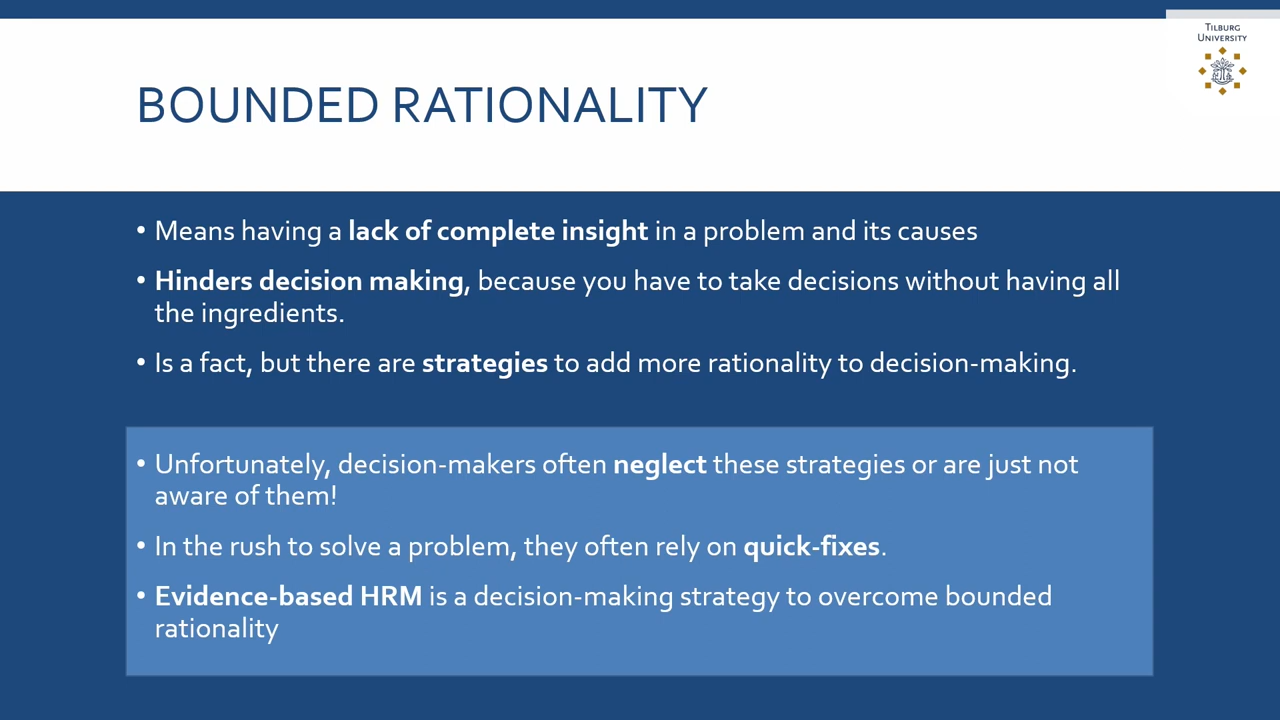 TILBURG
UNIVERSITY
BOUNDED RATIONALITY
• Means having a lack of complete insight in a problem and its causes
• Hinders decision making, because you have to take decisions without having all
the ingredients.
• Is a fact, but there are strategies to add more rationality to decision-making.
• Unfortunately, decision-makers often neglect these strategies or are just not
aware of them!
• In the rush to solve a problem, they often rely on quick-fixes.
• Evidence-based HRM is a decision-making strategy to overcome bounded
rationality